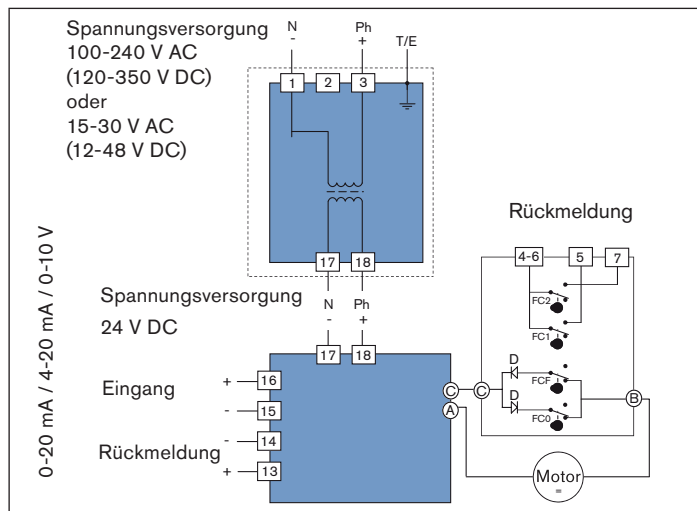 Spannungsversorgung
100-240 V AC
(120-350 V DC)
oder
15-30 V AC
(12-48 V DC)
N
-
Ph
+
T/E
1
2
3
17
18
N
-
Ph
+
Spannungsversorgung
24 V DC
17
18
0-20 mA / 4-20 mA / 0-10 V
Eingang
+
16
-
15
Rückmeldung
-
14
+
13
C
A
Rückmeldung
4-6
5
7
FC2
FC1
D
FCF
D
FC0
C
B
Motor
=